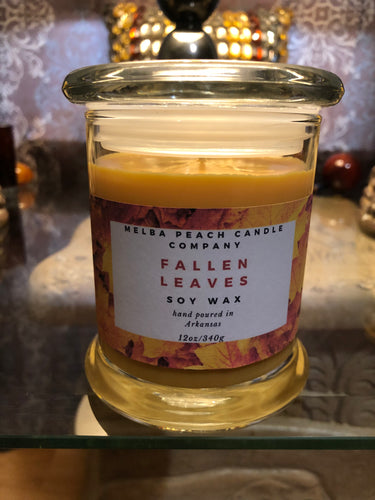 MELBA PEACH CANDLE
COMPANY
FALLEN
LEAVES
SOY WAX
hand poured in
Arkansas
12oz/340g